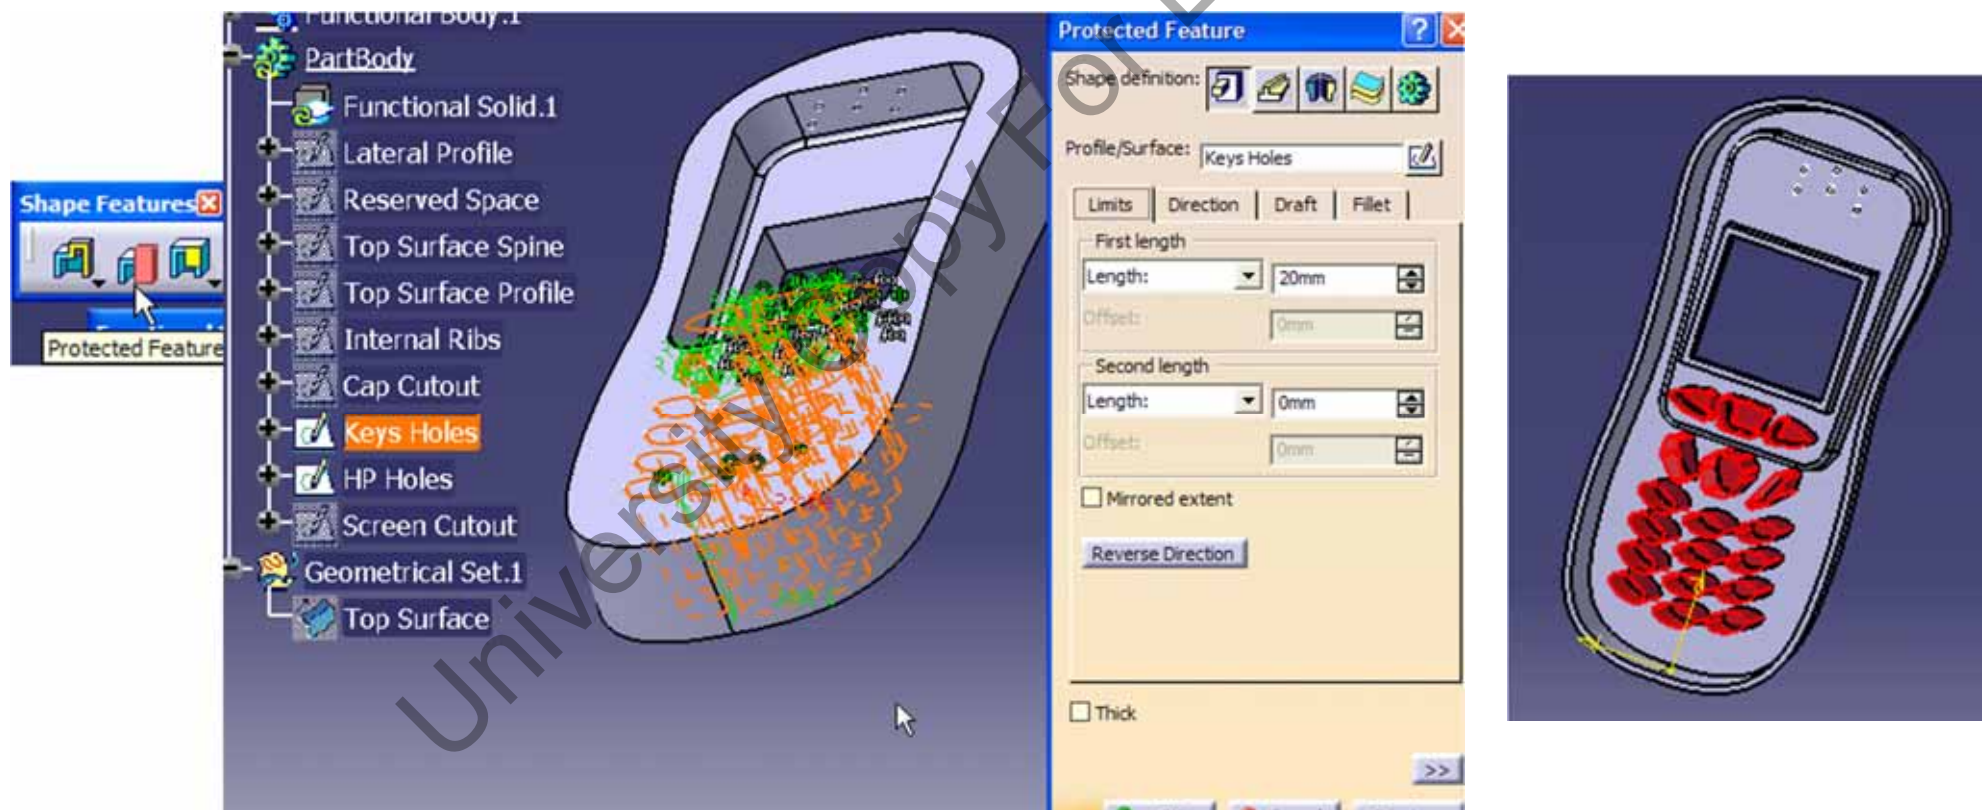 Shape Features
Protected Feature
Functional Body.1
PartBody
Functional Solid.1
Lateral Profile
Reserved Space
Top Surface Spine
Top Surface Profile
Internal Ribs
Cap Cutout
Keys Holes
HP Holes
Screen Cutout
Geometrical Set.1
Top Surface
Protected Feature
Shape definition:
Profile/Surface: Keys Holes
Limits Direction Draft Fillet
First length
Length: 20mm
Offset: 0mm
Second length
Length: 0mm
Offset: 0mm
Mirrored extent
Reverse Direction
Thick
>>
University Copy For